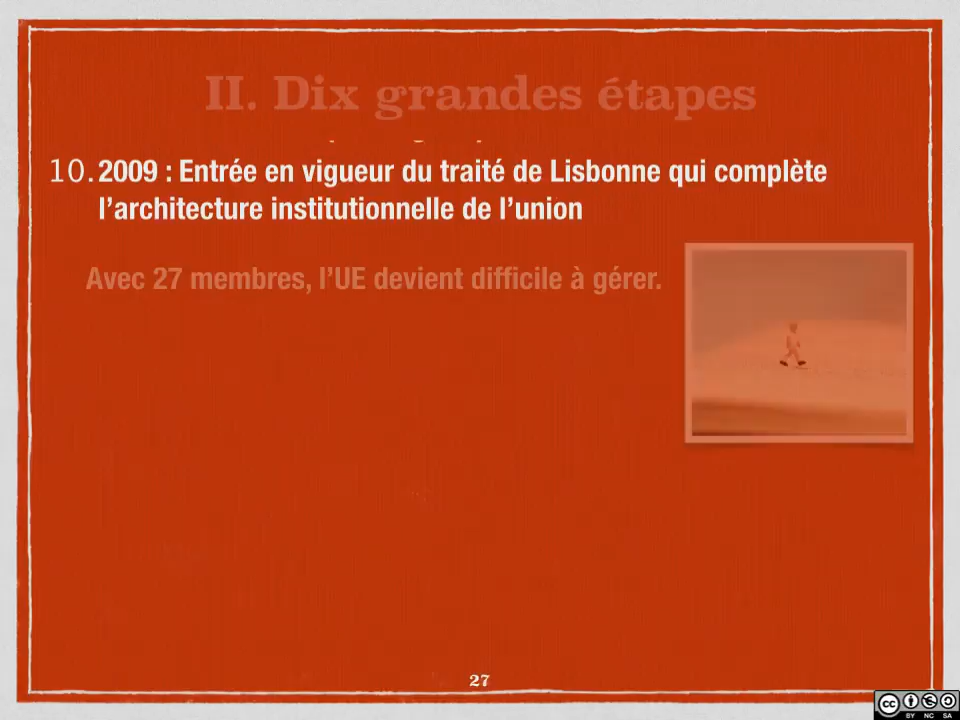 II. Dix grandes étapes
10. 2009 : Entrée en vigueur du traité de Lisbonne qui complète
l’architecture institutionnelle de l’union
Avec 27 membres, l’UE devient difficile à gérer.
27
cc
BY NC SA